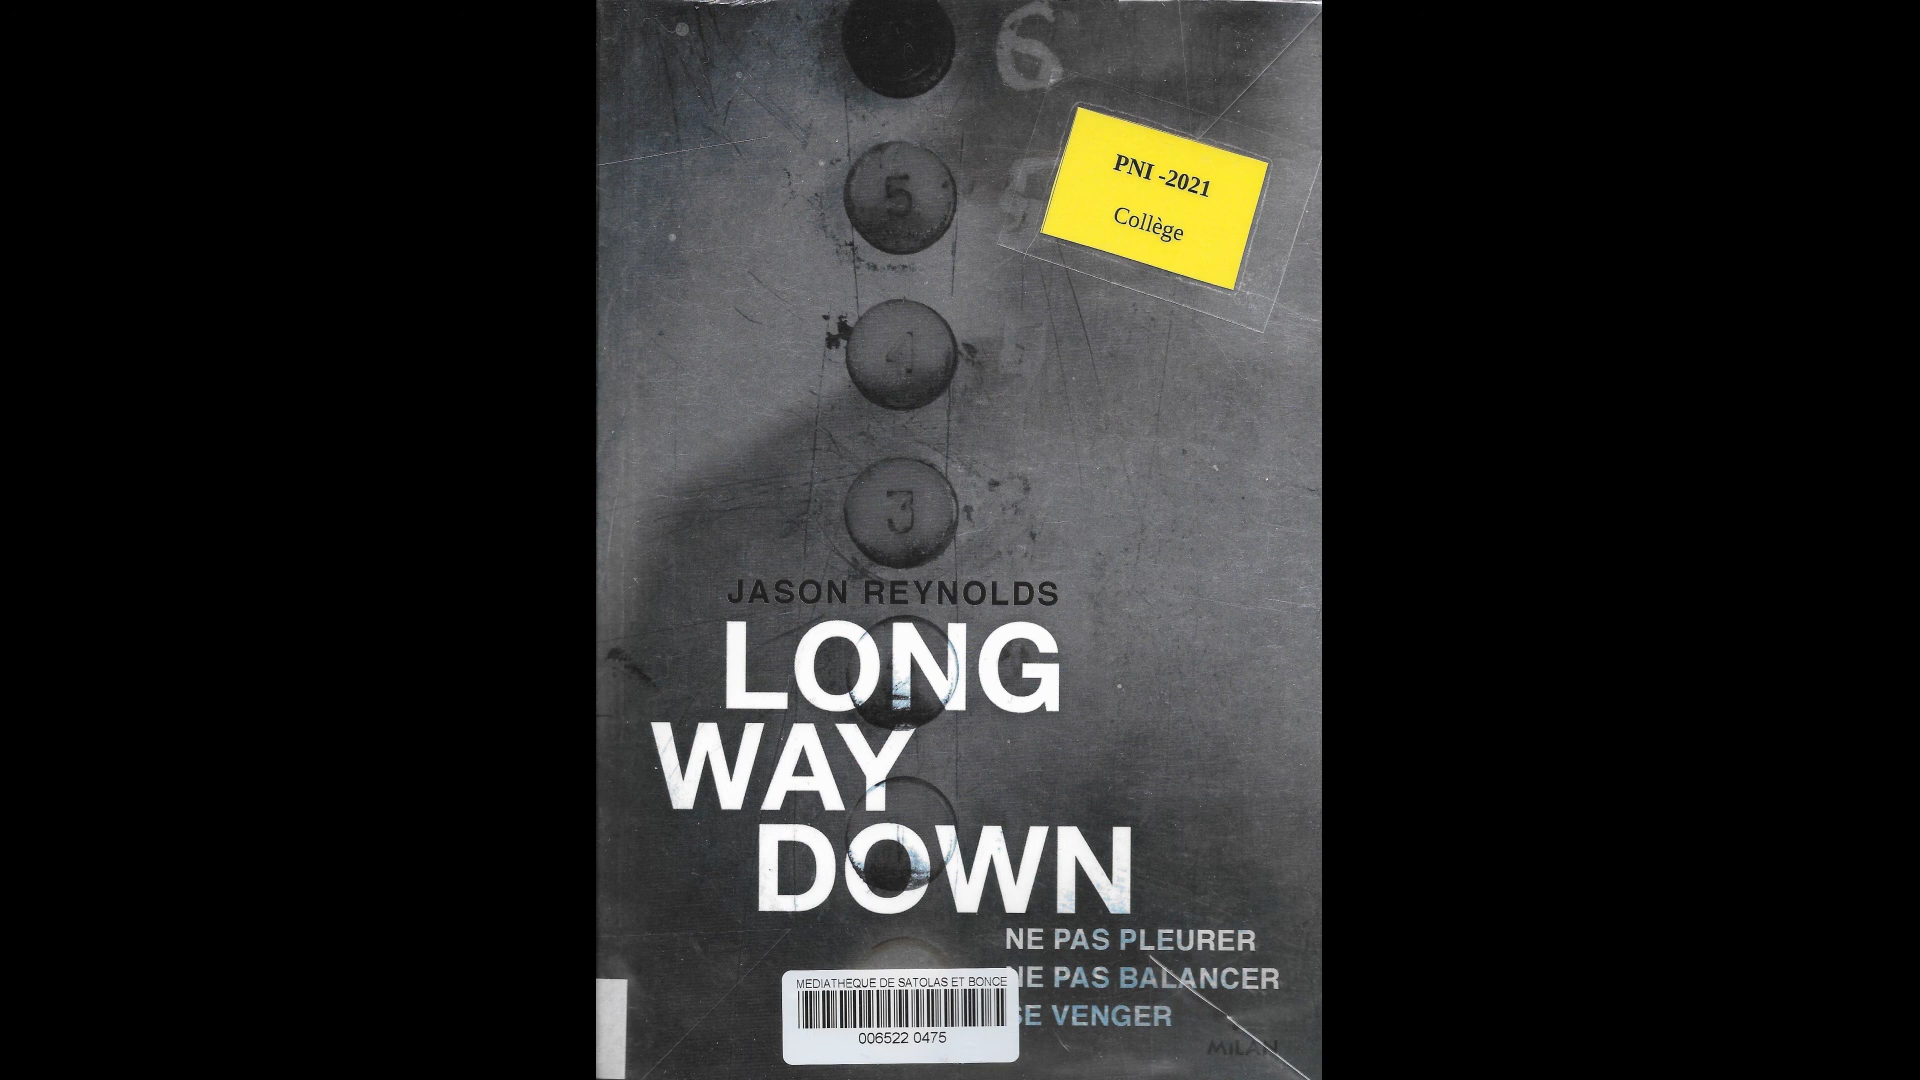 6
PNI -2021
Collège
5
4
3
JASON REYNOLDS
LONG
WAY
DOWN
NE PAS PLEURER
NE PAS BALANCER
SE VENGER
MEDIATHEQUE DE SATOLAS ET BONCE
006522 0475
MILAN